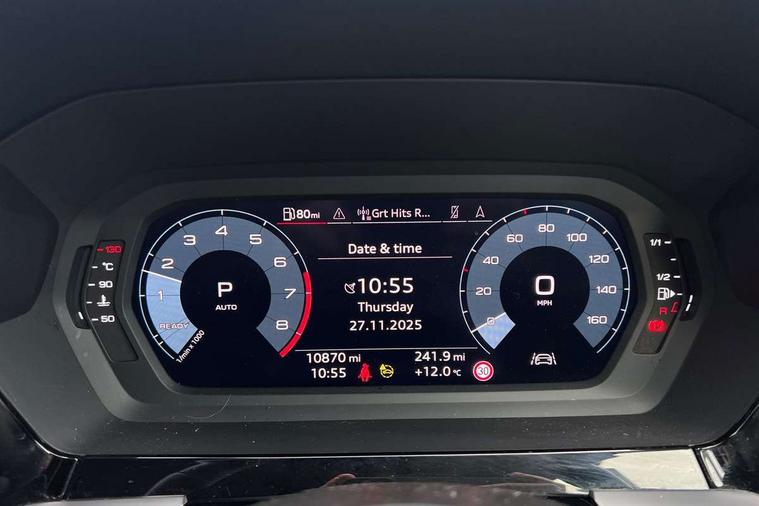 80mi Grt Hits R...
Date & time
10:55
Thursday
27.11.2025
1 2 3 4 5 6 7 8
READY
1/min x 1000
P
AUTO
0 20 40 60 80 100 120 140 160
0
MPH
130
°C
90
50
1/1
1/2
R
10870 mi 241.9 mi
10:55 +12.0 °C 30